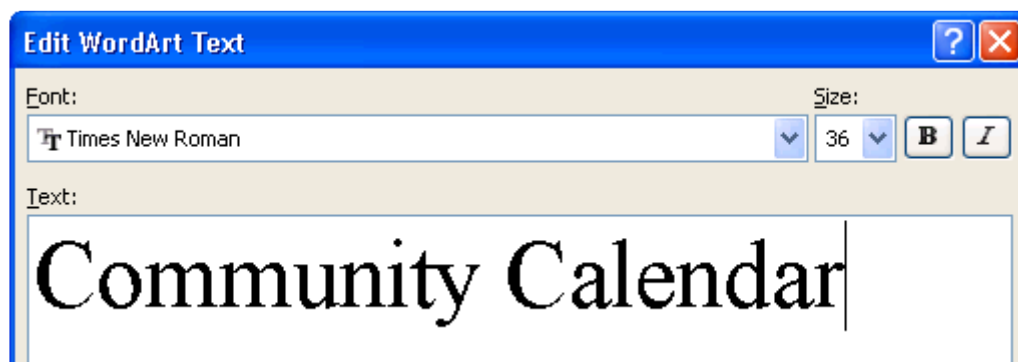 Edit WordArt Text
Font: Size:
Times New Roman 36 B I
Text:
Community Calendar